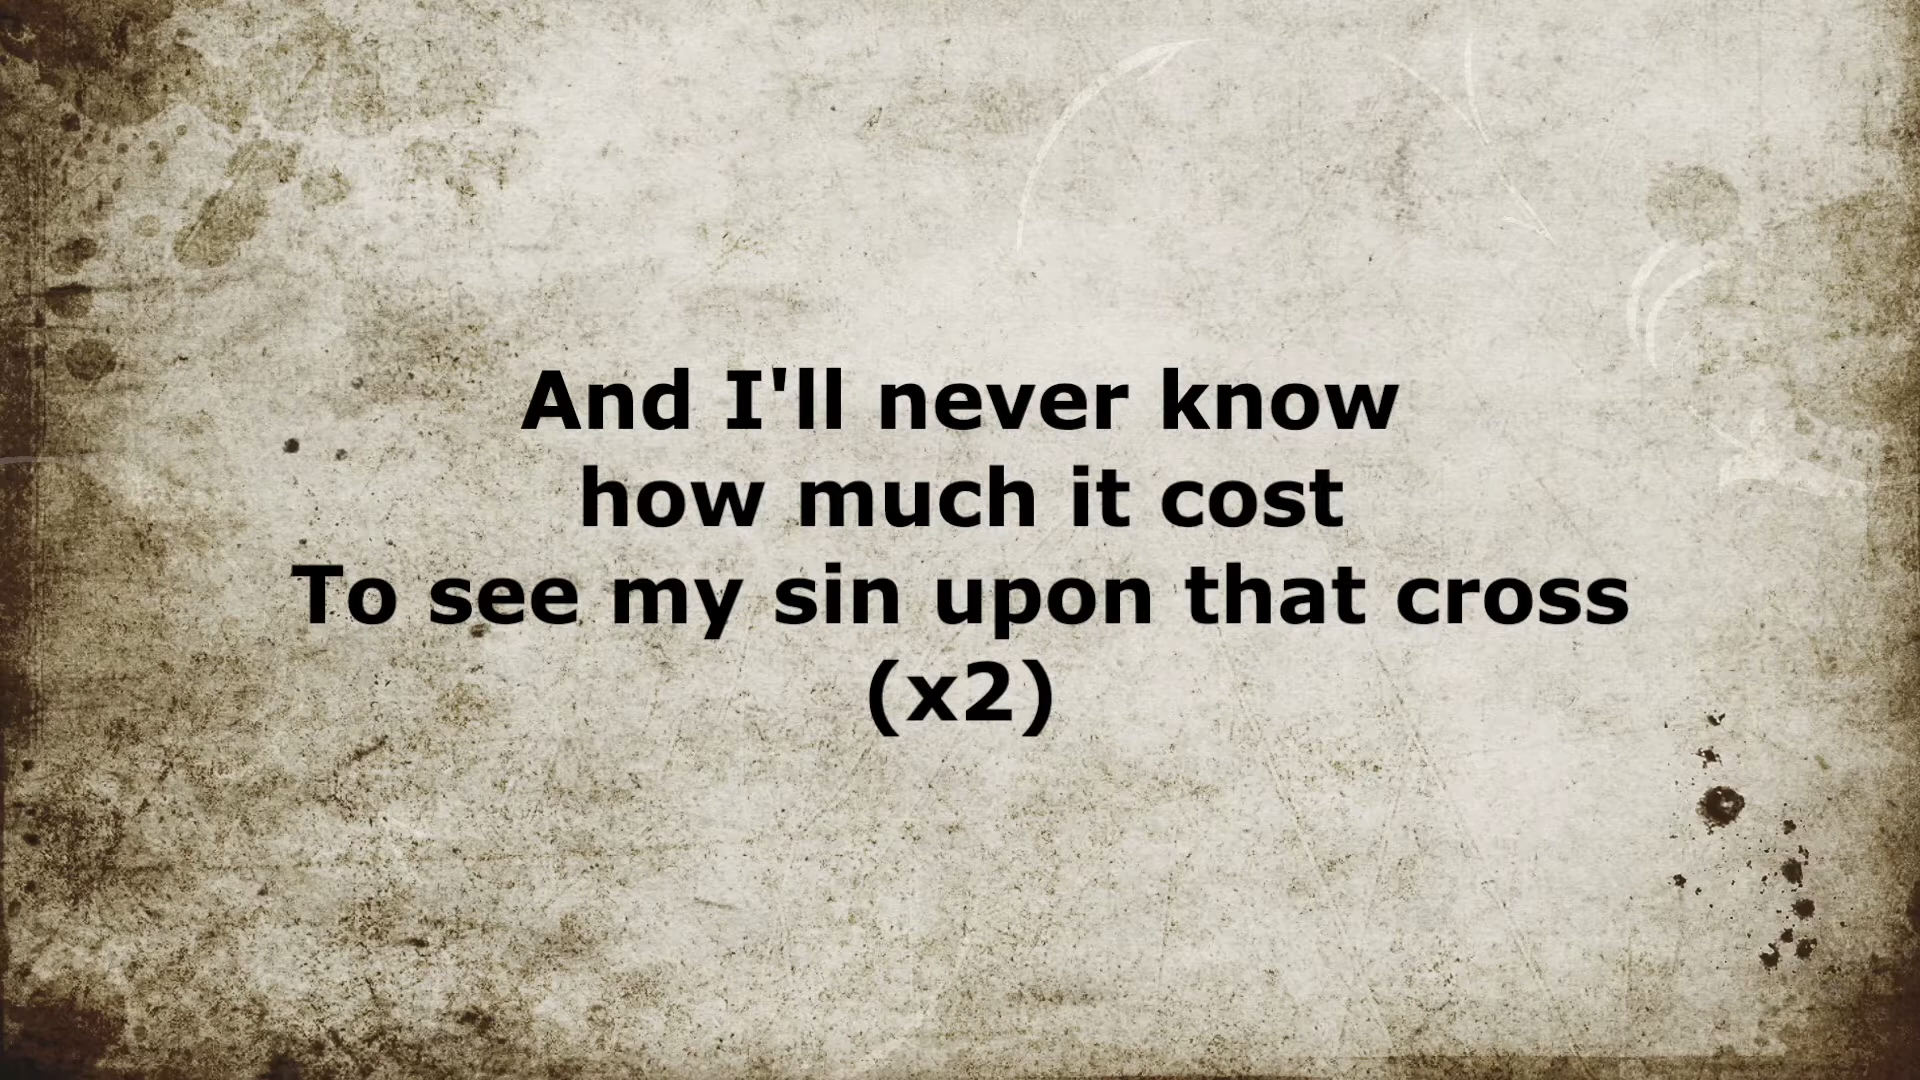 And I'll never know
how much it cost
To see my sin upon that cross
(x2)